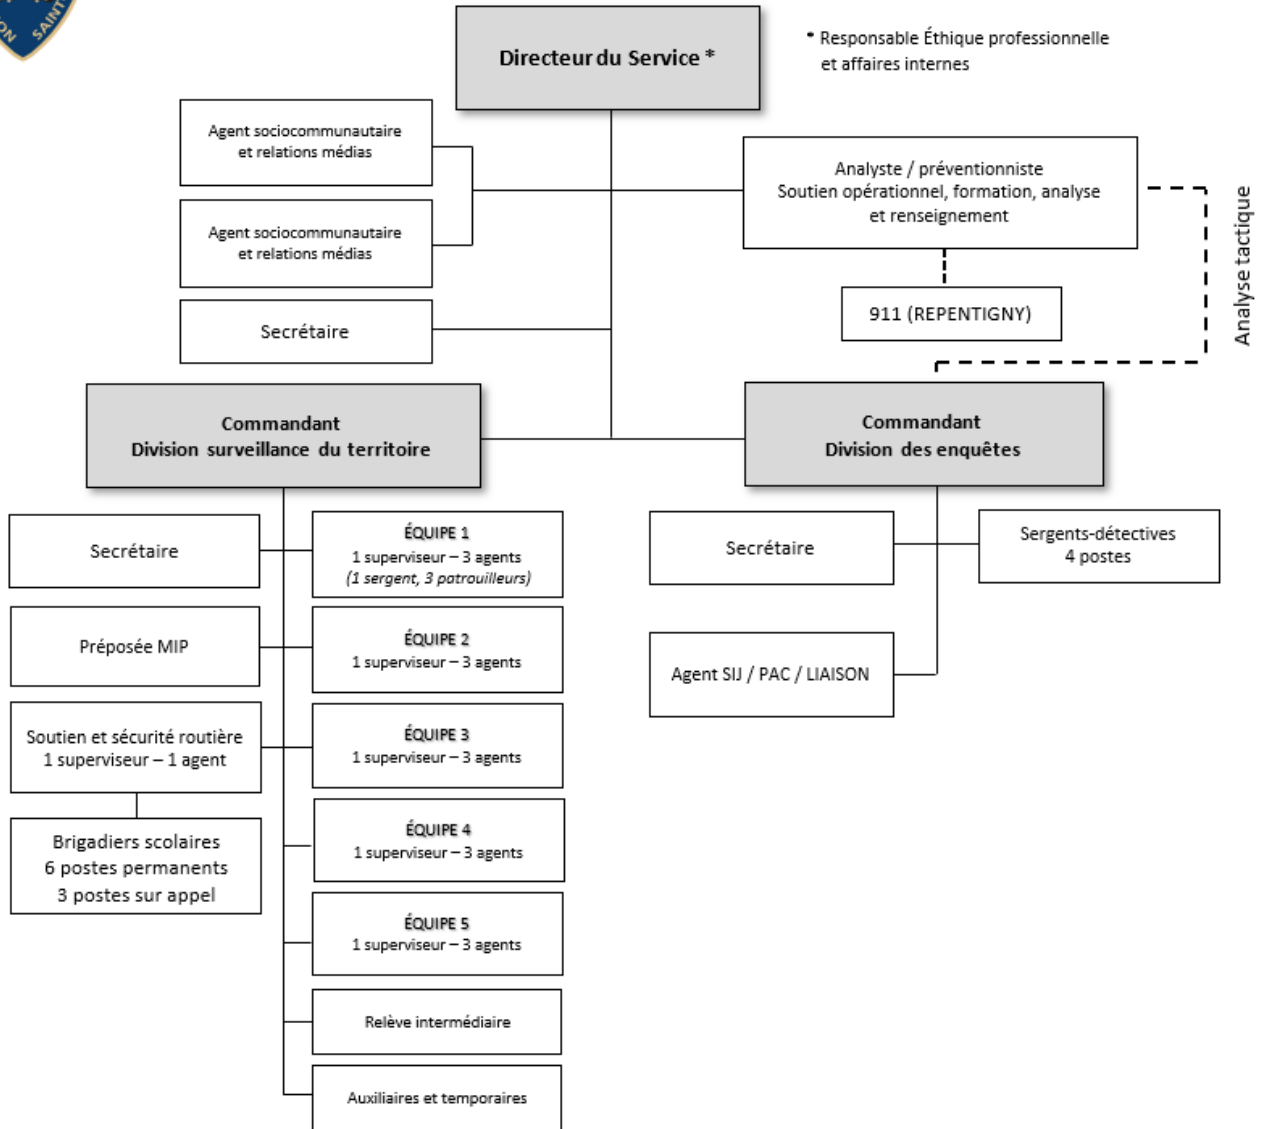 ON SAINT
Directeur du Service *
* Responsable Éthique professionnelle
et affaires internes
Agent sociocommunautaire
et relations médias
Analyste / préventionniste
Soutien opérationnel, formation, analyse
et renseignement
Analyse tactique
Agent sociocommunautaire
et relations médias
911 (REPENTIGNY)
Secrétaire
Commandant
Division surveillance du territoire
Commandant
Division des enquêtes
Secrétaire
ÉQUIPE 1
1 superviseur – 3 agents
(1 sergent, 3 patrouilleurs)
Préposée MIP
ÉQUIPE 2
1 superviseur – 3 agents
Soutien et sécurité routière
1 superviseur – 1 agent
ÉQUIPE 3
1 superviseur – 3 agents
Brigadiers scolaires
6 postes permanents
3 postes sur appel
ÉQUIPE 4
1 superviseur – 3 agents
ÉQUIPE 5
1 superviseur – 3 agents
Relève intermédiaire
Auxiliaires et temporaires
Secrétaire
Sergents-détectives
4 postes
Agent SIJ / PAC / LIAISON